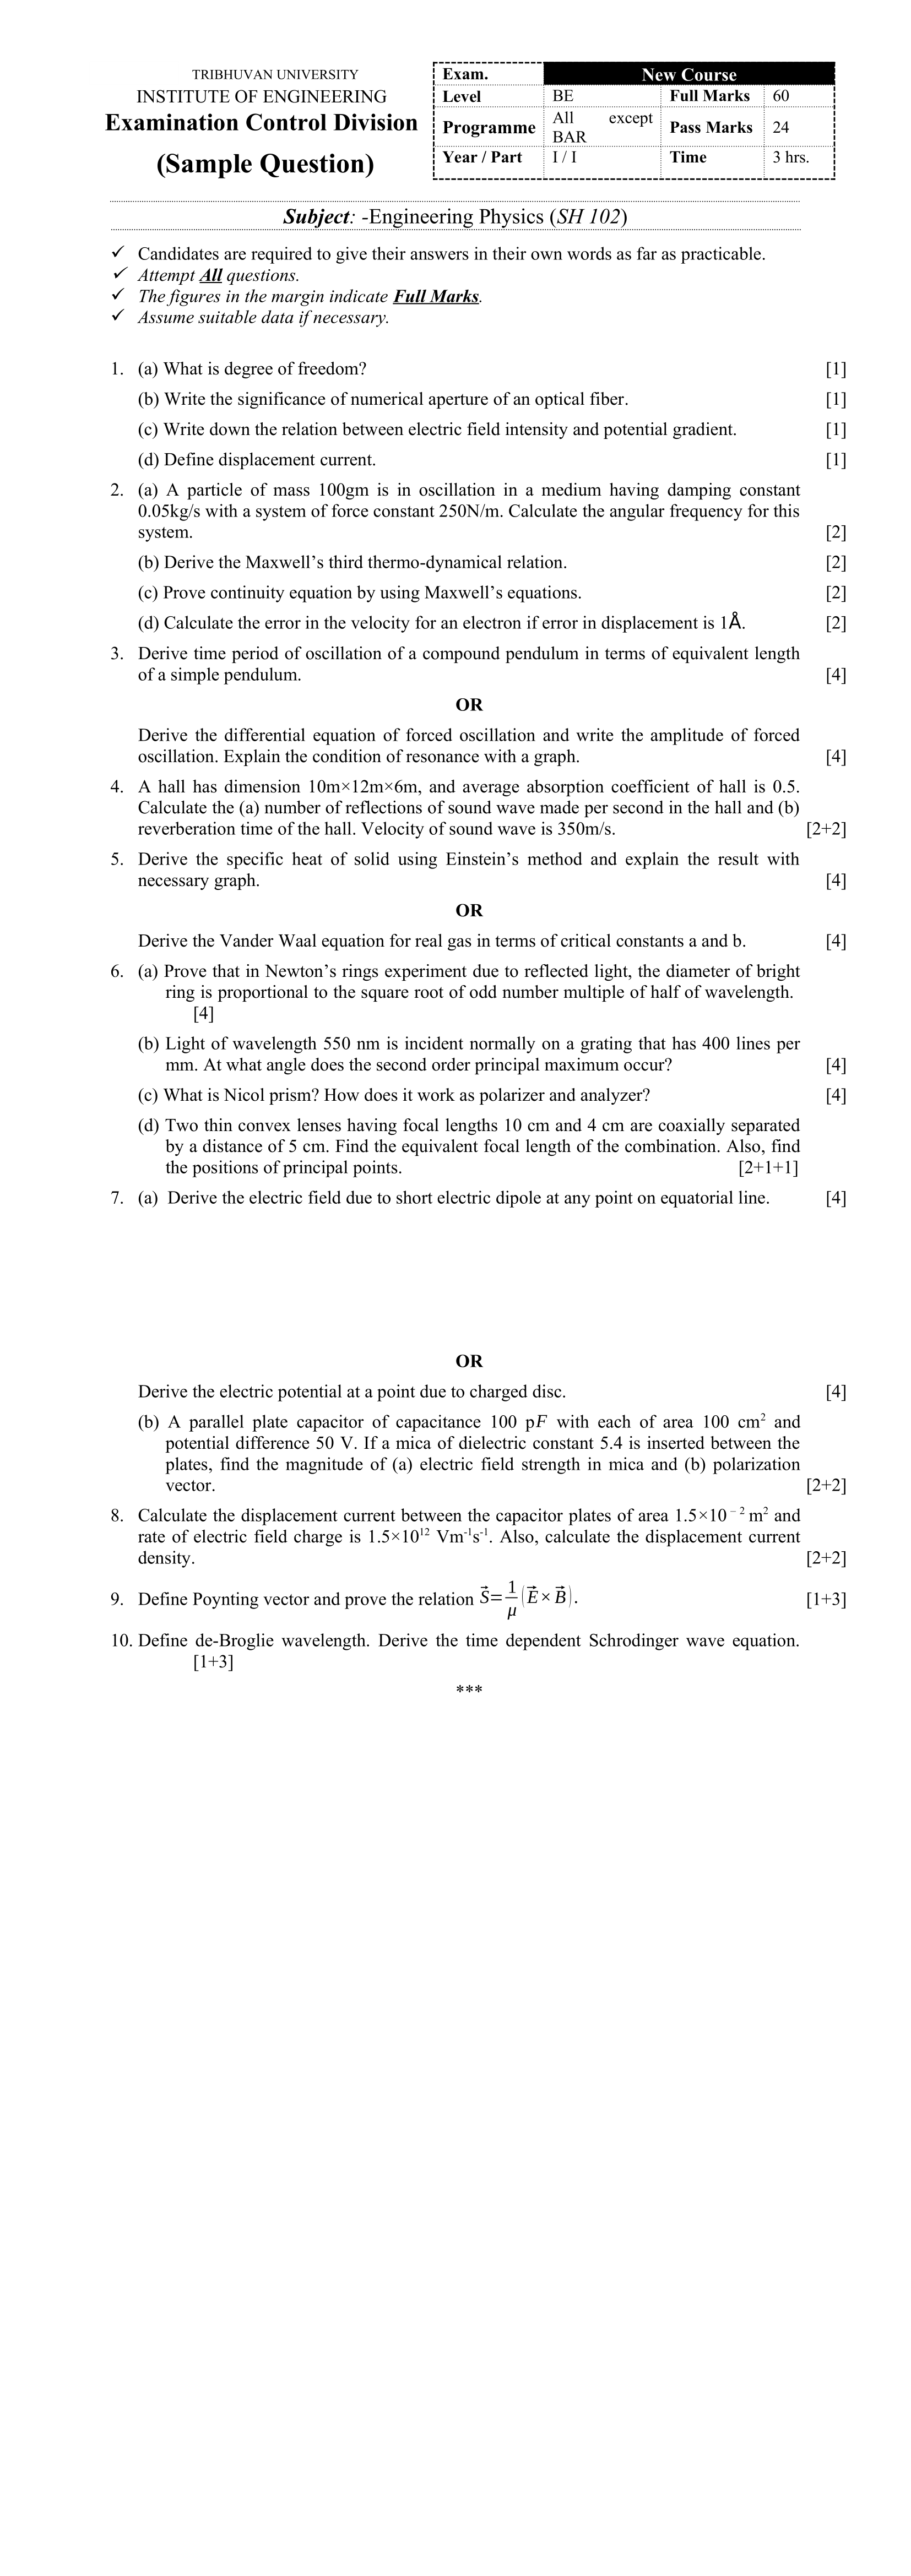 TRIBHUVAN UNIVERSITY
INSTITUTE OF ENGINEERING
Examination Control Division
(Sample Question)
Exam. New Course
Level BE Full Marks 60
Programme All except BAR Pass Marks 24
Year / Part I / I Time 3 hrs.
Subject: -Engineering Physics (SH 102)
✓ Candidates are required to give their answers in their own words as far as practicable.
✓ Attempt All questions.
✓ The figures in the margin indicate Full Marks.
✓ Assume suitable data if necessary.
1. (a) What is degree of freedom? [1]
(b) Write the significance of numerical aperture of an optical fiber. [1]
(c) Write down the relation between electric field intensity and potential gradient. [1]
(d) Define displacement current. [1]
2. (a) A particle of mass 100gm is in oscillation in a medium having damping constant
0.05kg/s with a system of force constant 250N/m. Calculate the angular frequency for this
system. [2]
(b) Derive the Maxwell’s third thermo-dynamical relation. [2]
(c) Prove continuity equation by using Maxwell’s equations. [2]
(d) Calculate the error in the velocity for an electron if error in displacement is 1Å. [2]
3. Derive time period of oscillation of a compound pendulum in terms of equivalent length
of a simple pendulum. [4]
OR
Derive the differential equation of forced oscillation and write the amplitude of forced
oscillation. Explain the condition of resonance with a graph. [4]
4. A hall has dimension 10m×12m×6m, and average absorption coefficient of hall is 0.5.
Calculate the (a) number of reflections of sound wave made per second in the hall and (b)
reverberation time of the hall. Velocity of sound wave is 350m/s. [2+2]
5. Derive the specific heat of solid using Einstein’s method and explain the result with
necessary graph. [4]
OR
Derive the Vander Waal equation for real gas in terms of critical constants a and b. [4]
6. (a) Prove that in Newton’s rings experiment due to reflected light, the diameter of bright
ring is proportional to the square root of odd number multiple of half of wavelength.
[4]
(b) Light of wavelength 550 nm is incident normally on a grating that has 400 lines per
mm. At what angle does the second order principal maximum occur? [4]
(c) What is Nicol prism? How does it work as polarizer and analyzer? [4]
(d) Two thin convex lenses having focal lengths 10 cm and 4 cm are coaxially separated
by a distance of 5 cm. Find the equivalent focal length of the combination. Also, find
the positions of principal points. [2+1+1]
7. (a) Derive the electric field due to short electric dipole at any point on equatorial line. [4]
OR
Derive the electric potential at a point due to charged disc. [4]
(b) A parallel plate capacitor of capacitance 100 pF with each of area 100 cm² and
potential difference 50 V. If a mica of dielectric constant 5.4 is inserted between the
plates, find the magnitude of (a) electric field strength in mica and (b) polarization
vector. [2+2]
8. Calculate the displacement current between the capacitor plates of area 1.5×10⁻² m² and
rate of electric field charge is 1.5×10¹² Vm⁻¹s⁻¹. Also, calculate the displacement current
density. [2+2]
9. Define Poynting vector and prove the relation S⃗=1/μ (E⃗×B⃗). [1+3]
10. Define de-Broglie wavelength. Derive the time dependent Schrodinger wave equation.
[1+3]
***